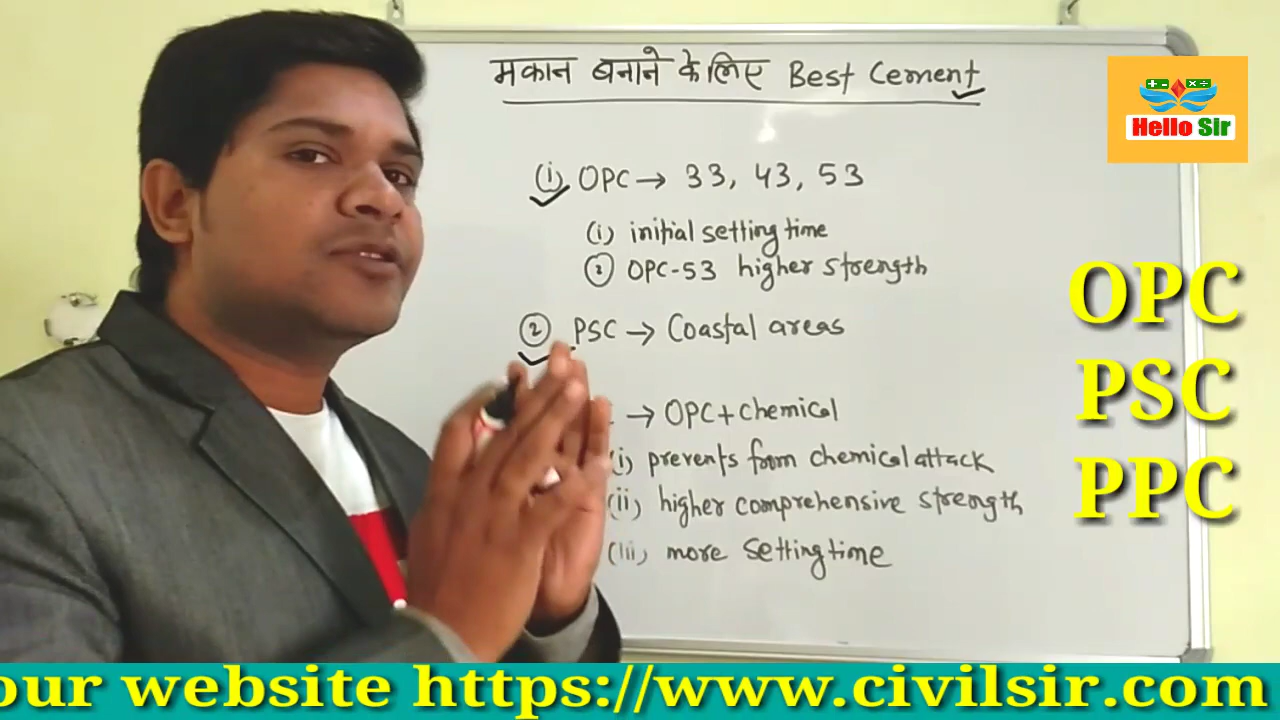 मकान बनाने के लिए Best Cement
Hello Sir
(i) OPC → 33, 43, 53
(i) initial setting time
(2) OPC-53 higher strength
(2) PSC → Coastal areas
→ OPC+chemical
(i) prevents from chemical attack
(ii) higher comprehensive strength
(iii) more setting time
OPC
PSC
PPC
our website https://www.civilsir.com